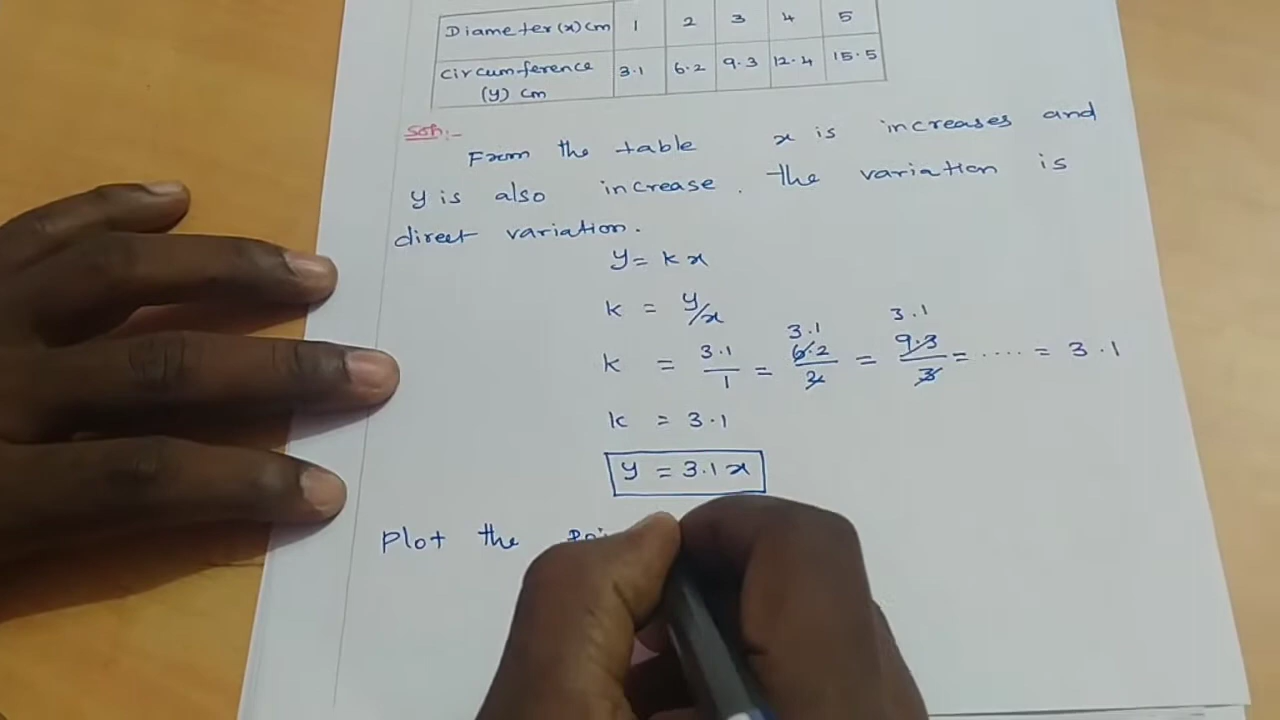 Diameter (x) cm 1 2 3 4 5
Circumference (y) cm 3.1 6.2 9.3 12.4 15.5
Soln:-
From the table x is increases and
y is also increase. The variation is
direct variation.
y = kx
k = y/x
k = 3.1/1 = 6.2/2 3.1 = 9.3/3 3.1 = ..... = 3.1
k = 3.1
y = 3.1x
Plot the